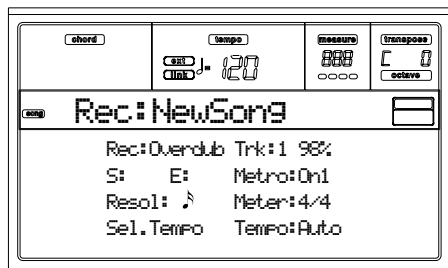 chord tempo measure transpose
ext ♩= 120 888 C 0
link octave
song Rec:NewSong
Rec:Overdub Trk:1 98%
S: E: Metro:On1
Resol: ♪ Meter:4/4
Sel.Tempo Tempo:Auto